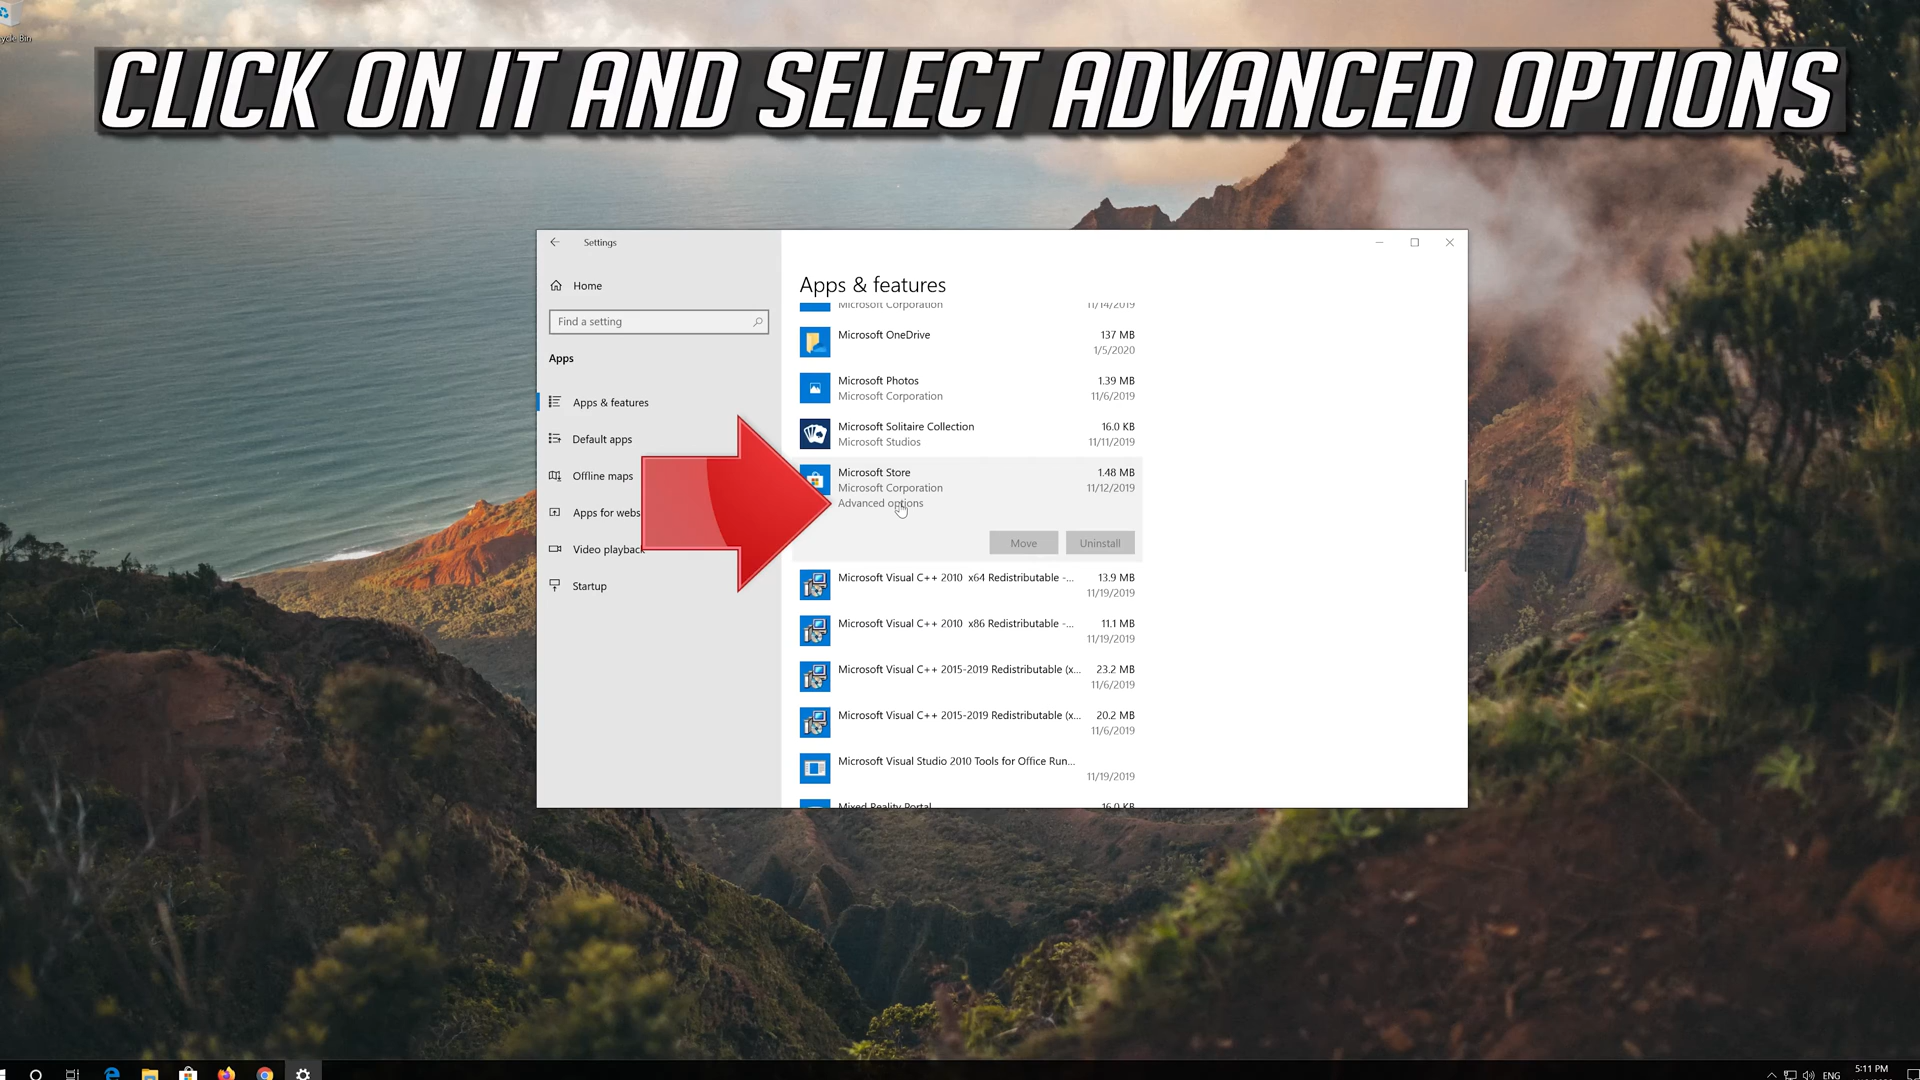 CLICK ON IT AND SELECT ADVANCED OPTIONS
Settings
Home
Find a setting
Apps
Apps & features
Default apps
Offline maps
Apps for webs
Video playback
Startup
Apps & features
Microsoft Corporation 11/14/2019
Microsoft OneDrive 137 MB
1/5/2020
Microsoft Photos 1.39 MB
Microsoft Corporation 11/6/2019
Microsoft Solitaire Collection 16.0 KB
Microsoft Studios 11/11/2019
Microsoft Store 1.48 MB
Microsoft Corporation 11/12/2019
Advanced options
Move Uninstall
Microsoft Visual C++ 2010 x64 Redistributable -... 13.9 MB
11/19/2019
Microsoft Visual C++ 2010 x86 Redistributable -... 11.1 MB
11/19/2019
Microsoft Visual C++ 2015-2019 Redistributable (x... 23.2 MB
11/6/2019
Microsoft Visual C++ 2015-2019 Redistributable (x... 20.2 MB
11/6/2019
Microsoft Visual Studio 2010 Tools for Office Run...
11/19/2019
Mixed Reality Portal 16.0 KB
ENG
5:11 PM